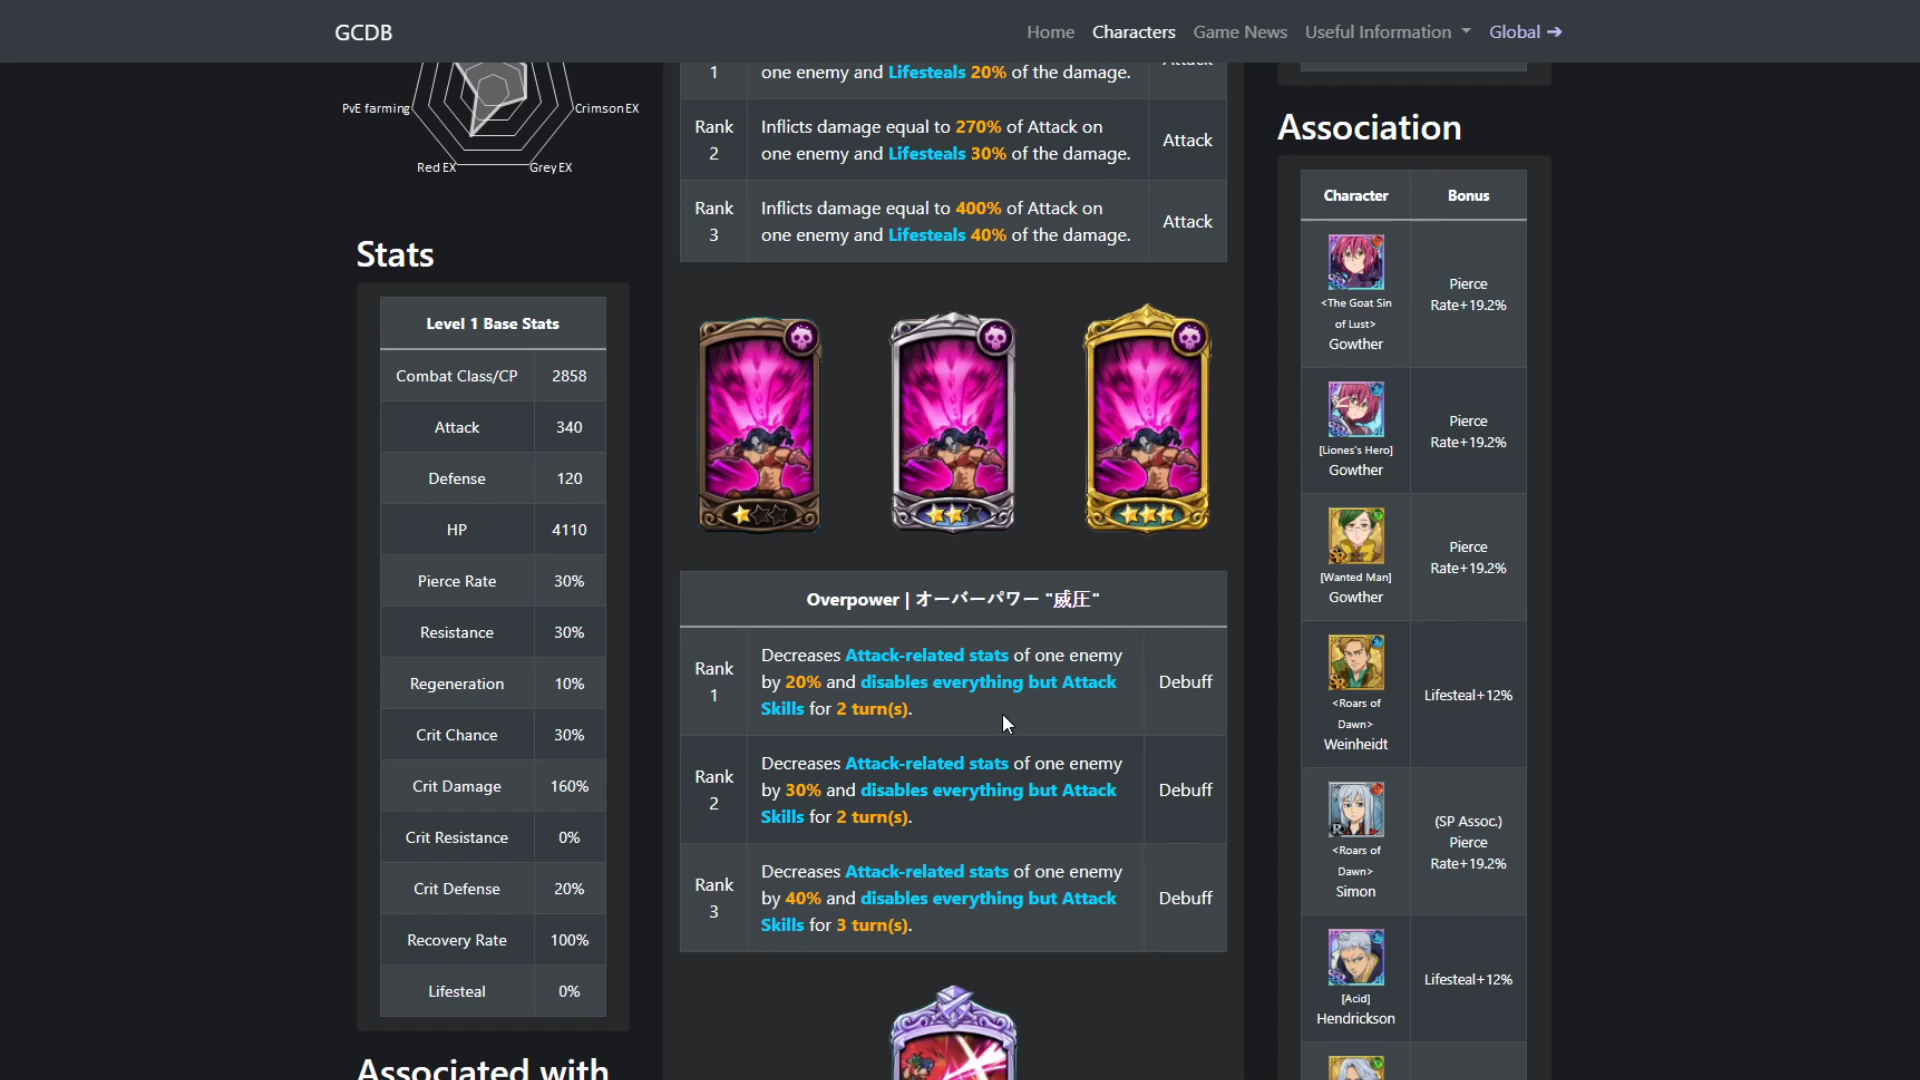 GCDB
Home Characters Game News Useful Information Global ➔
PvE farming
Crimson EX
Red EX
Grey EX
Stats
Level 1 Base Stats
Combat Class/CP 2858
Attack 340
Defense 120
HP 4110
Pierce Rate 30%
Resistance 30%
Regeneration 10%
Crit Chance 30%
Crit Damage 160%
Crit Resistance 0%
Crit Defense 20%
Recovery Rate 100%
Lifesteal 0%
Associated with
1
one enemy and Lifesteals 20% of the damage.
Attack
Rank
2
Inflicts damage equal to 270% of Attack on
one enemy and Lifesteals 30% of the damage.
Attack
Rank
3
Inflicts damage equal to 400% of Attack on
one enemy and Lifesteals 40% of the damage.
Attack
Overpower | オーバーパワー "威圧"
Rank
1
Decreases Attack-related stats of one enemy
by 20% and disables everything but Attack
Skills for 2 turn(s).
Debuff
Rank
2
Decreases Attack-related stats of one enemy
by 30% and disables everything but Attack
Skills for 2 turn(s).
Debuff
Rank
3
Decreases Attack-related stats of one enemy
by 40% and disables everything but Attack
Skills for 3 turn(s).
Debuff
Association
Character Bonus
<The Goat Sin
of Lust>
Gowther
Pierce
Rate+19.2%
[Liones's Hero]
Gowther
Pierce
Rate+19.2%
[Wanted Man]
Gowther
Pierce
Rate+19.2%
<Roars of
Dawn>
Weinheidt
Lifesteal+12%
<Roars of
Dawn>
Simon
(SP Assoc.)
Pierce
Rate+19.2%
[Acid]
Hendrickson
Lifesteal+12%